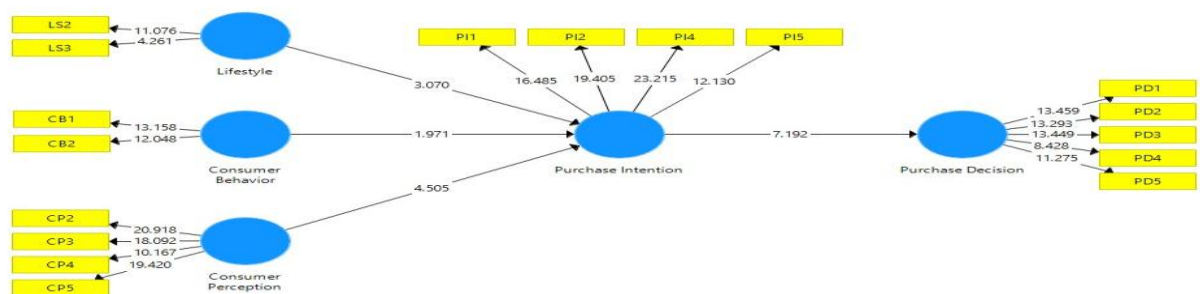 LS2
11.076
LS3
4.261
Lifestyle
PI1
PI2
PI4
PI5
16.485
19.405
23.215
12.130
3.070
CB1
13.158
CB2
12.048
Consumer
Behavior
1.971
Purchase Intention
7.192
Purchase Decision
13.459
PD1
13.293
PD2
13.449
PD3
8.428
PD4
11.275
PD5
4.505
CP2
20.918
CP3
18.092
CP4
10.167
CP5
19.420
Consumer
Perception